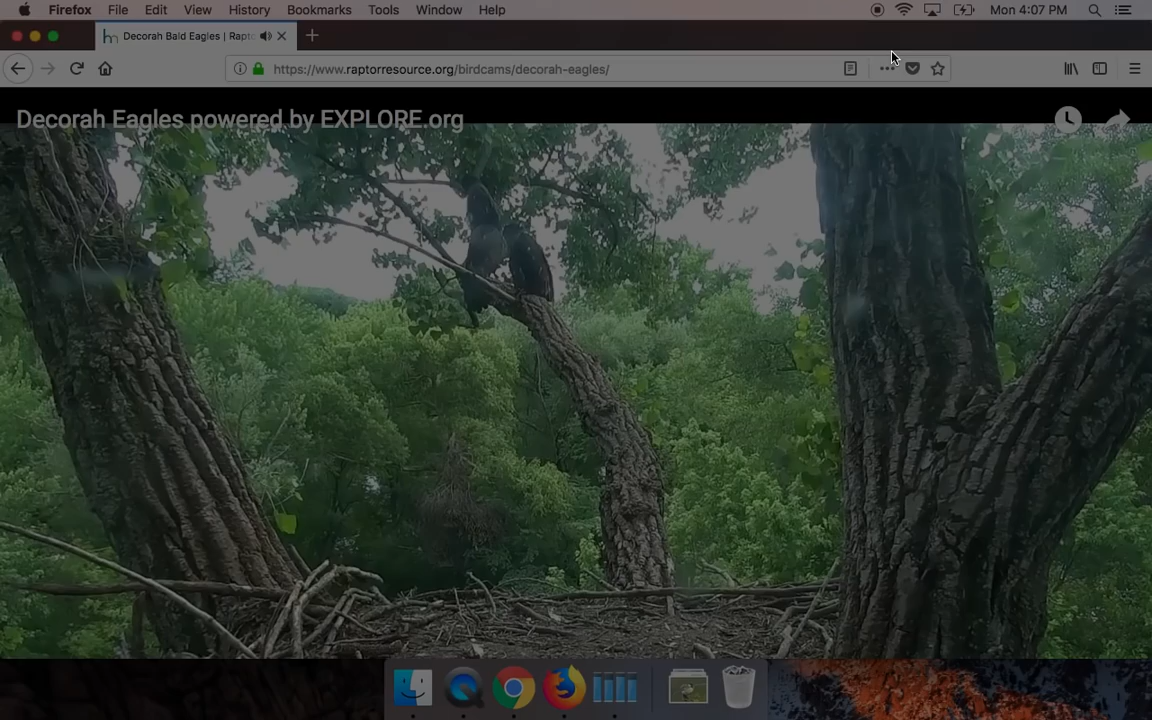 Firefox File Edit View History Bookmarks Tools Window Help Mon 4:07 PM
Decorah Bald Eagles | Rapto
https://www.raptorresource.org/birdcams/decorah-eagles/
Decorah Eagles powered by EXPLORE.org